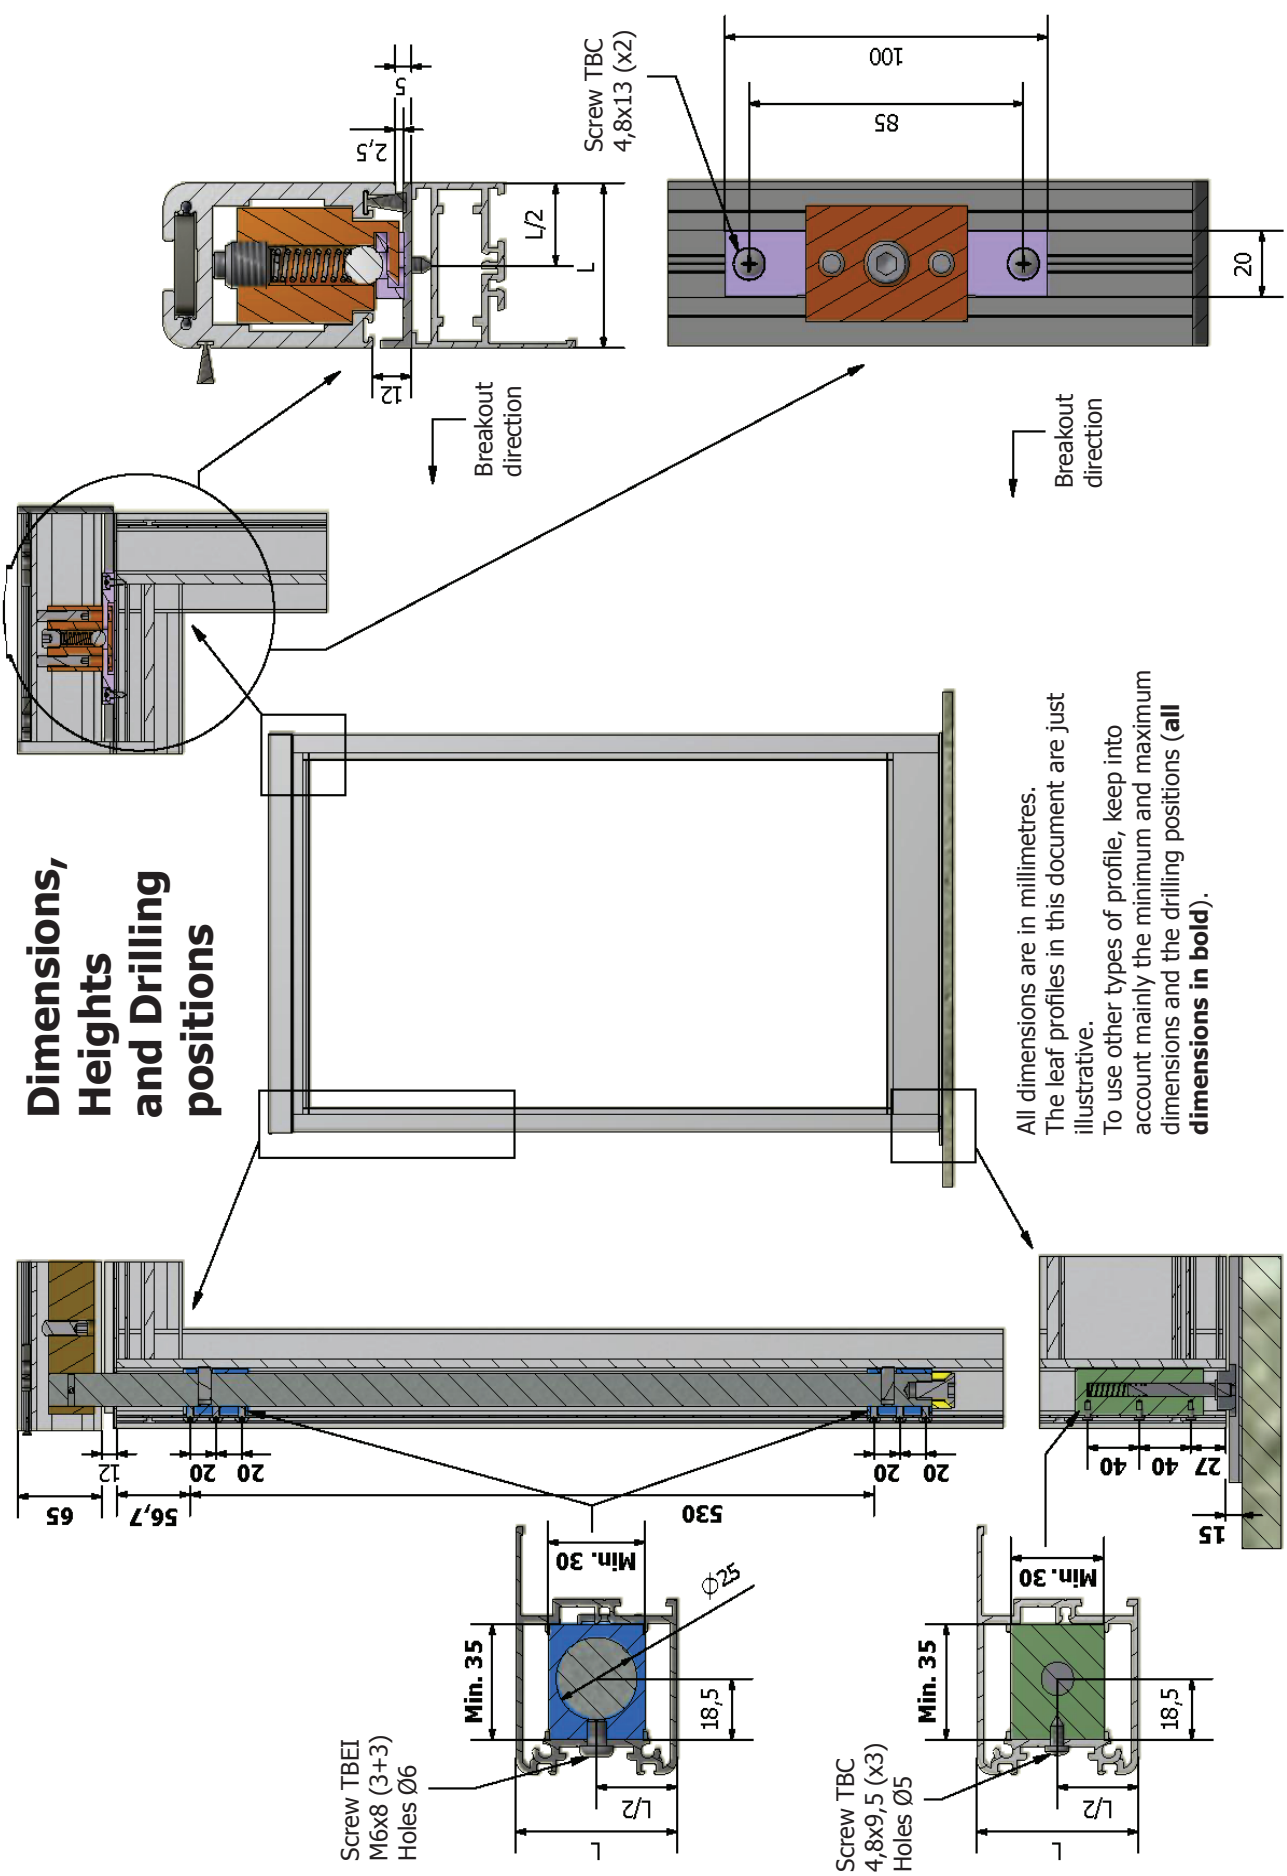 Dimensions,
Heights
and Drilling
positions
65
12
56,7
20
20
530
20
20
40
40
27
15
Screw TBEI
M6x8 (3+3)
Holes Ø6
Min. 35
Min. 30
Φ25
18,5
L/2
L
Screw TBC
4,8x9,5 (x3)
Holes Ø5
Min. 35
Min. 30
18,5
L/2
L
All dimensions are in millimetres.
The leaf profiles in this document are just
illustrative.
To use other types of profile, keep into
account mainly the minimum and maximum
dimensions and the drilling positions (all
dimensions in bold).
12
2,5
5
L/2
L
Breakout
direction
Screw TBC
4,8x13 (x2)
100
85
20
Breakout
direction